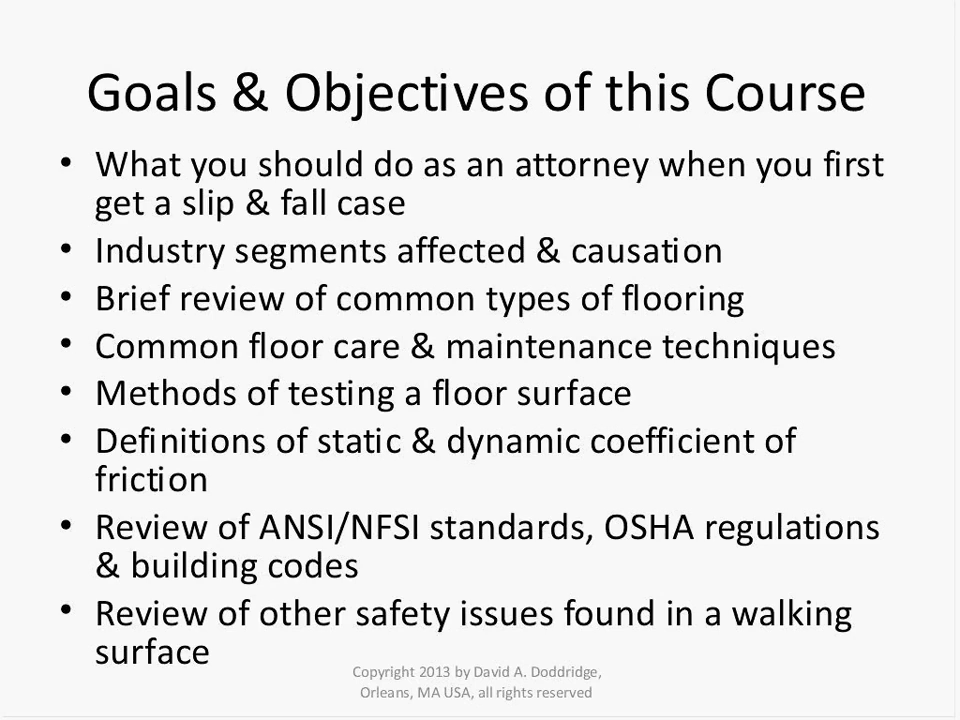 Goals & Objectives of this Course
• What you should do as an attorney when you first
get a slip & fall case
• Industry segments affected & causation
• Brief review of common types of flooring
• Common floor care & maintenance techniques
• Methods of testing a floor surface
• Definitions of static & dynamic coefficient of
friction
• Review of ANSI/NFSI standards, OSHA regulations
& building codes
• Review of other safety issues found in a walking
surface
Copyright 2013 by David A. Doddridge,
Orleans, MA USA, all rights reserved